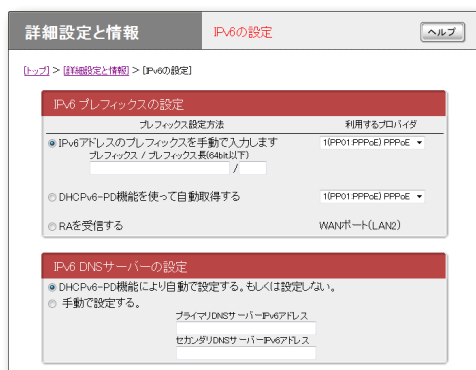 詳細設定と情報
IPv6の設定
ヘルプ
[トップ] > [詳細設定と情報] > [IPv6の設定]
IPv6 プレフィックスの設定
プレフィックス設定方法
利用するプロバイダ
IPv6アドレスのプレフィックスを手動で入力します
1(PP01:PPPoE) PPPoE
プレフィックス / プレフィックス長(64bit以下)
/
DHCPv6-PD機能を使って自動取得する
1(PP01:PPPoE) PPPoE
RAを受信する
WANポート(LAN2)
IPv6 DNSサーバーの設定
DHCPv6-PD機能により自動で設定する。もしくは設定しない。
手動で設定する。
プライマリDNSサーバーIPv6アドレス
セカンダリDNSサーバーIPv6アドレス